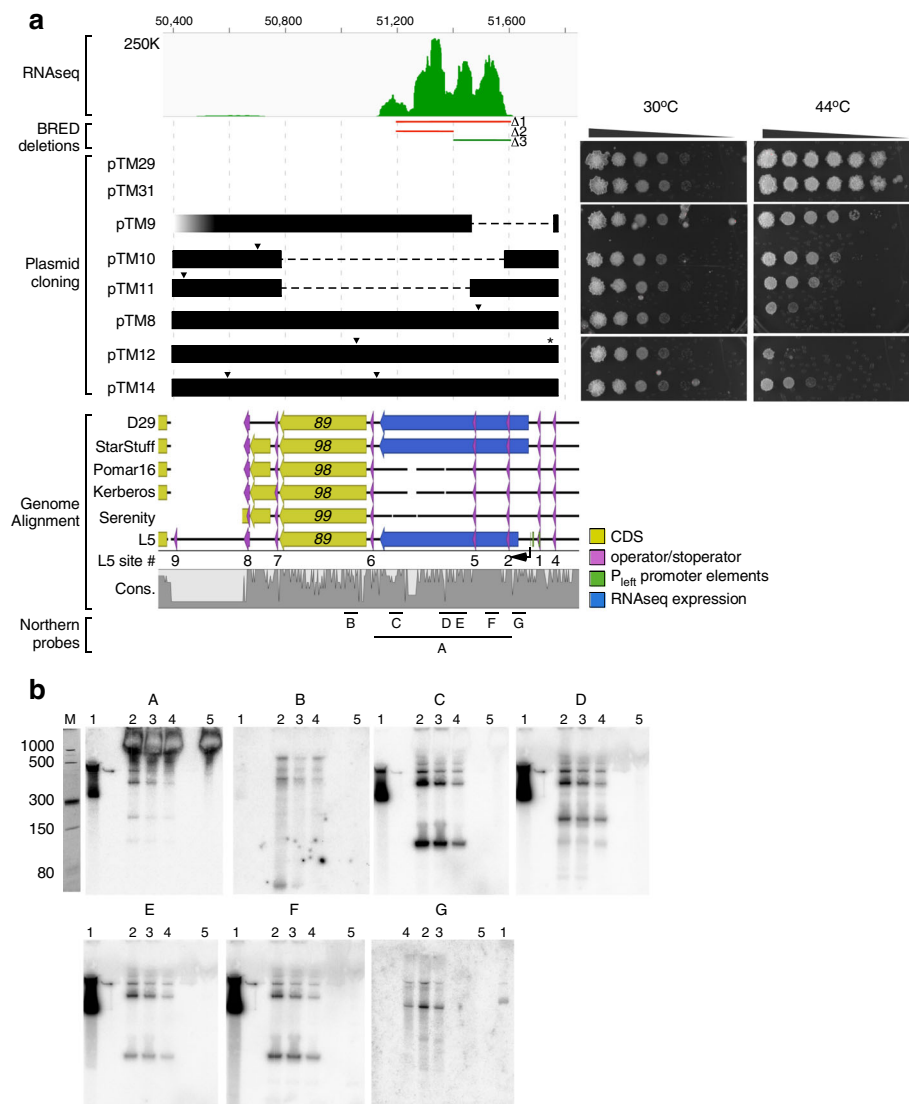 a
50,400 50,800 51,200 51,600
250K
RNAseq
BRED
deletions
Δ1
Δ2
Δ3
30ºC 44ºC
Plasmid
cloning
pTM29
pTM31
pTM9
pTM10
pTM11
pTM8
pTM12
*
pTM14
Genome
Alignment
D29 89
StarStuff 98
Pomar16 98
Kerberos 98
Serenity 99
L5 89
L5 site # 9 8 7 6 5 2 1 4
Cons.
CDS
operator/stoperator
Pleft promoter elements
RNAseq expression
Northern
probes
B C D E F G
A
b
A B C D
M 1 2 3 4 5 1 2 3 4 5 1 2 3 4 5 1 2 3 4 5
1000
500
300
150
80
E F G
1 2 3 4 5 1 2 3 4 5 4 2 3 5 1